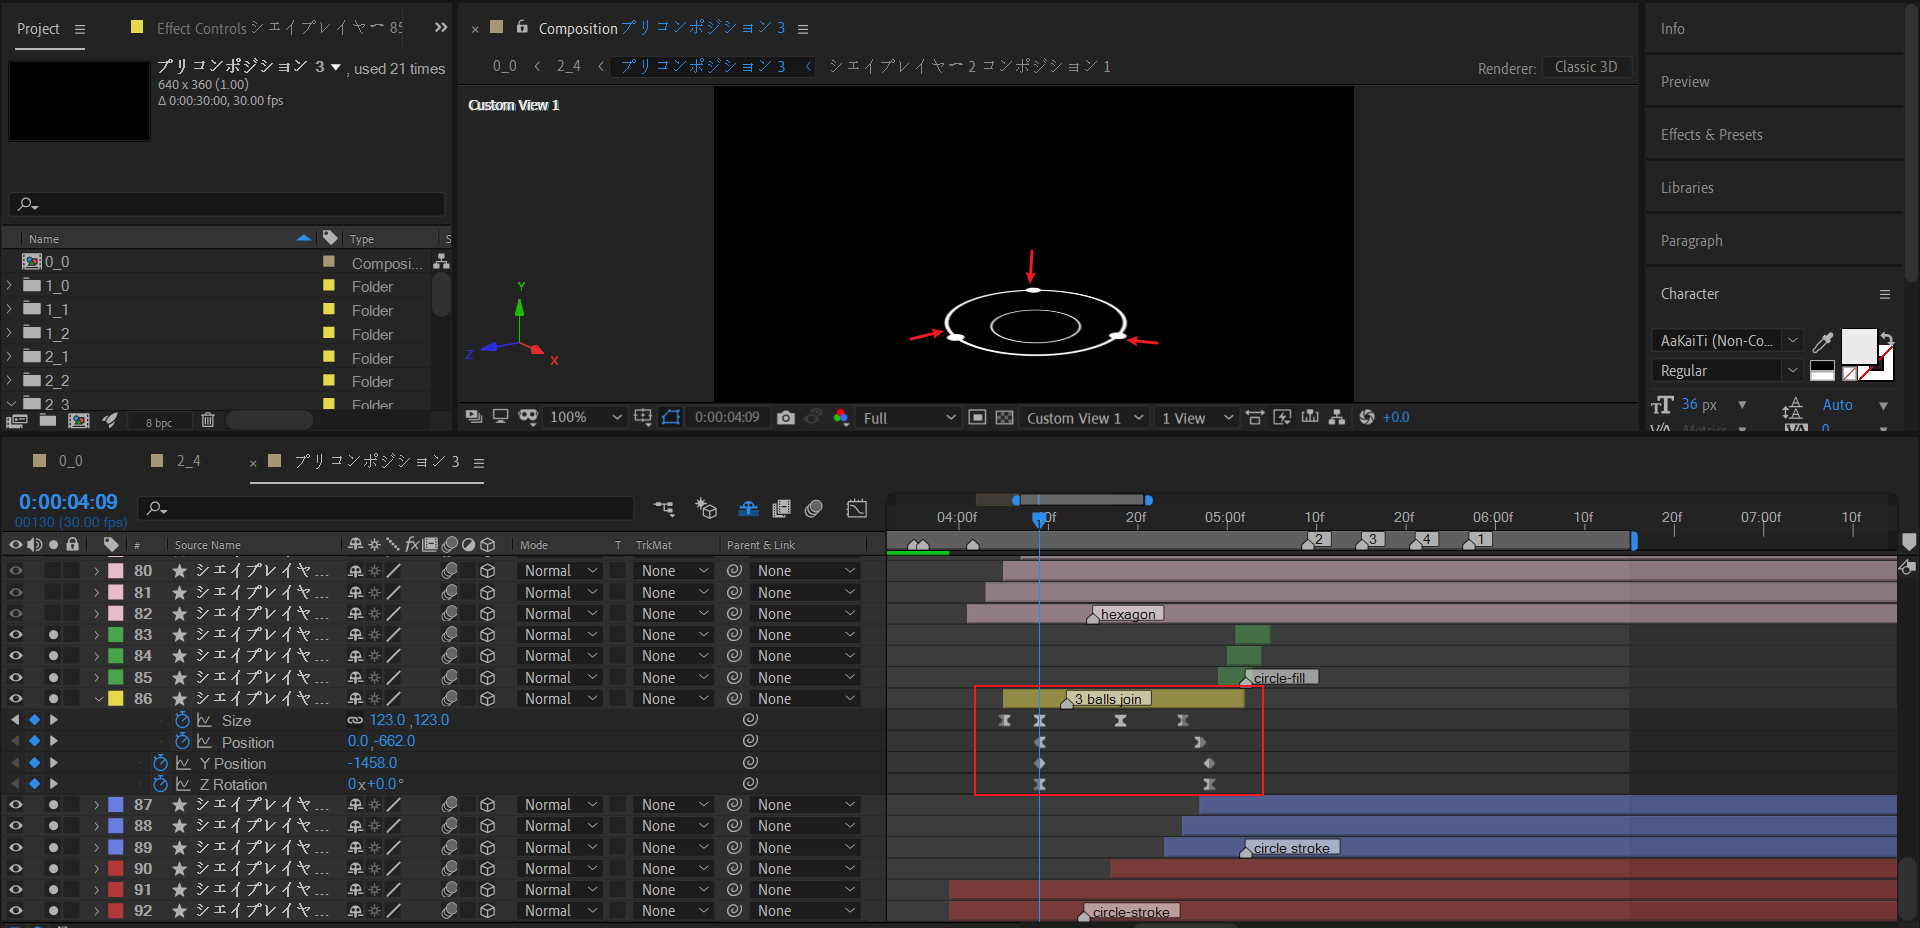 Project
Effect Controls シェイプレイヤー 85
Composition プリコンポジション 3
プリコンポジション 3 , used 21 times
640 x 360 (1.00)
Δ 0:00:30:00, 30.00 fps
0_0
2_4
プリコンポジション 3
シェイプレイヤー 2 コンポジション 1
Renderer:
Classic 3D
Custom View 1
Name
Type
0_0
Composi...
1_0
Folder
1_1
Folder
1_2
Folder
2_1
Folder
2_2
Folder
2_3
Folder
8 bpc
Y
Z
X
100%
0:00:04:09
Full
Custom View 1
1 View
+0.0
Info
Preview
Effects & Presets
Libraries
Paragraph
Character
AaKaiTi (Non-Co...
Regular
36 px
Auto
Metrics
0
0_0
2_4
プリコンポジション 3
0:00:04:09
00130 (30.00 fps)
04:00f
10f
20f
05:00f
10f
20f
06:00f
10f
20f
07:00f
10f
2
3
4
1
#
Source Name
Mode
T
TrkMat
Parent & Link
80 シェイプレイヤ... Normal None None
81 シェイプレイヤ... Normal None None
82 シェイプレイヤ... Normal None None
hexagon
83 シェイプレイヤ... Normal None None
84 シェイプレイヤ... Normal None None
85 シェイプレイヤ... Normal None None
circle-fill
86 シェイプレイヤ... Normal None None
3 balls join
Size 123.0 ,123.0
Position 0.0 ,-662.0
Y Position -1458.0
Z Rotation 0x+0.0°
87 シェイプレイヤ... Normal None None
88 シェイプレイヤ... Normal None None
89 シェイプレイヤ... Normal None None
circle stroke
90 シェイプレイヤ... Normal None None
91 シェイプレイヤ... Normal None None
92 シェイプレイヤ... Normal None None
circle-stroke